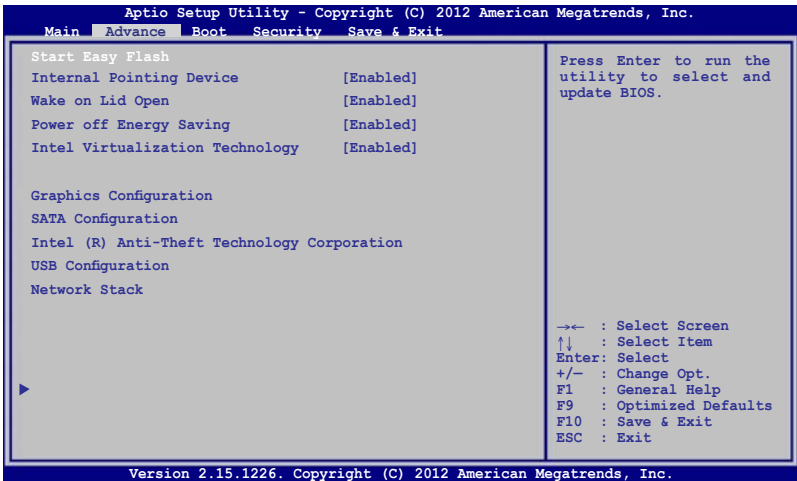 Aptio Setup Utility - Copyright (C) 2012 American Megatrends, Inc.
Main Advance Boot Security Save & Exit
Start Easy Flash
Internal Pointing Device [Enabled]
Wake on Lid Open [Enabled]
Power off Energy Saving [Enabled]
Intel Virtualization Technology [Enabled]
Graphics Configuration
SATA Configuration
Intel (R) Anti-Theft Technology Corporation
USB Configuration
Network Stack
Press Enter to run the
utility to select and
update BIOS.
→← : Select Screen
↑↓ : Select Item
Enter: Select
+/— : Change Opt.
F1 : General Help
F9 : Optimized Defaults
F10 : Save & Exit
ESC : Exit
Version 2.15.1226. Copyright (C) 2012 American Megatrends, Inc.